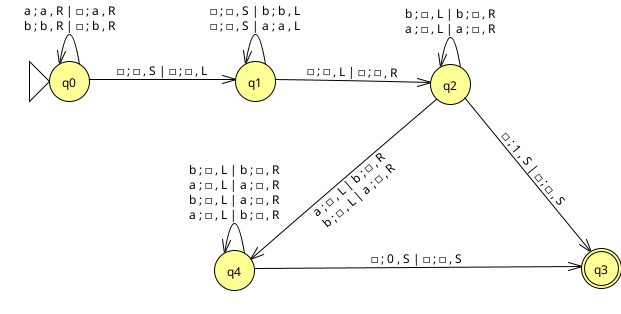 a;a,R|□;a,R
b;b,R|□;b,R
□;□,S|b;b,L
□;□,S|a;a,L
b;□,L|b;□,R
a;□,L|a;□,R
q0
□;□,S|□;□,L
q1
□;□,L|□;□,R
q2
a;□,L|b;□,R
b;□,L|a;□,R
□;1,S|□;□,S
b;□,L|b;□,R
a;□,L|a;□,R
b;□,L|a;□,R
a;□,L|b;□,R
q4
□;0,S|□;□,S
q3